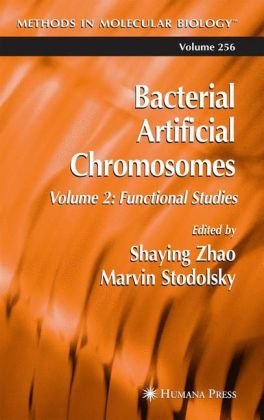 METHODS IN MOLECULAR BIOLOGY™
Volume 256
Bacterial
Artificial
Chromosomes
Volume 2: Functional Studies
Edited by
Shaying Zhao
Marvin Stodolsky
HUMANA PRESS